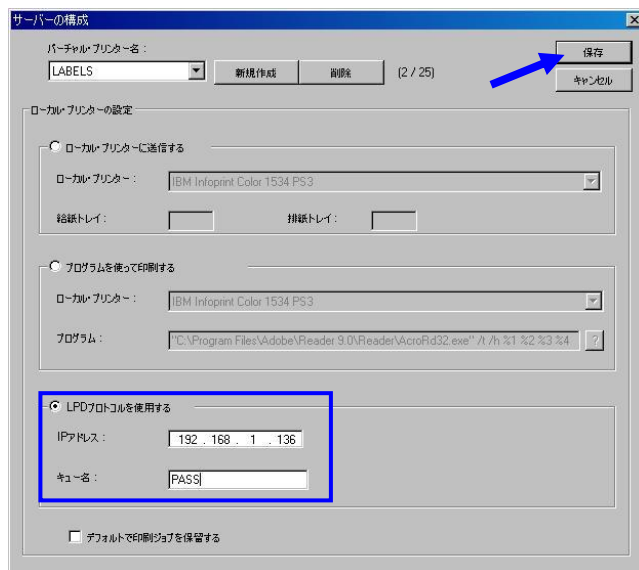 サーバーの構成
バーチャル・プリンター名：
LABELS
新規作成
削除
(2 / 25)
保存
キャンセル
ローカル・プリンターの設定
ローカル・プリンターに送信する
ローカル・プリンター：
IBM Infoprint Color 1534 PS3
給紙トレイ：
排紙トレイ：
プログラムを使って印刷する
ローカル・プリンター：
IBM Infoprint Color 1534 PS3
プログラム：
"C:\Program Files\Adobe\Reader 9.0\Reader\AcroRd32.exe" /t /h %1 %2 %3 %4
?
LPDプロトコルを使用する
IPアドレス：
192 . 168 . 1 . 136
キュー名：
PASS
デフォルトで印刷ジョブを保留する